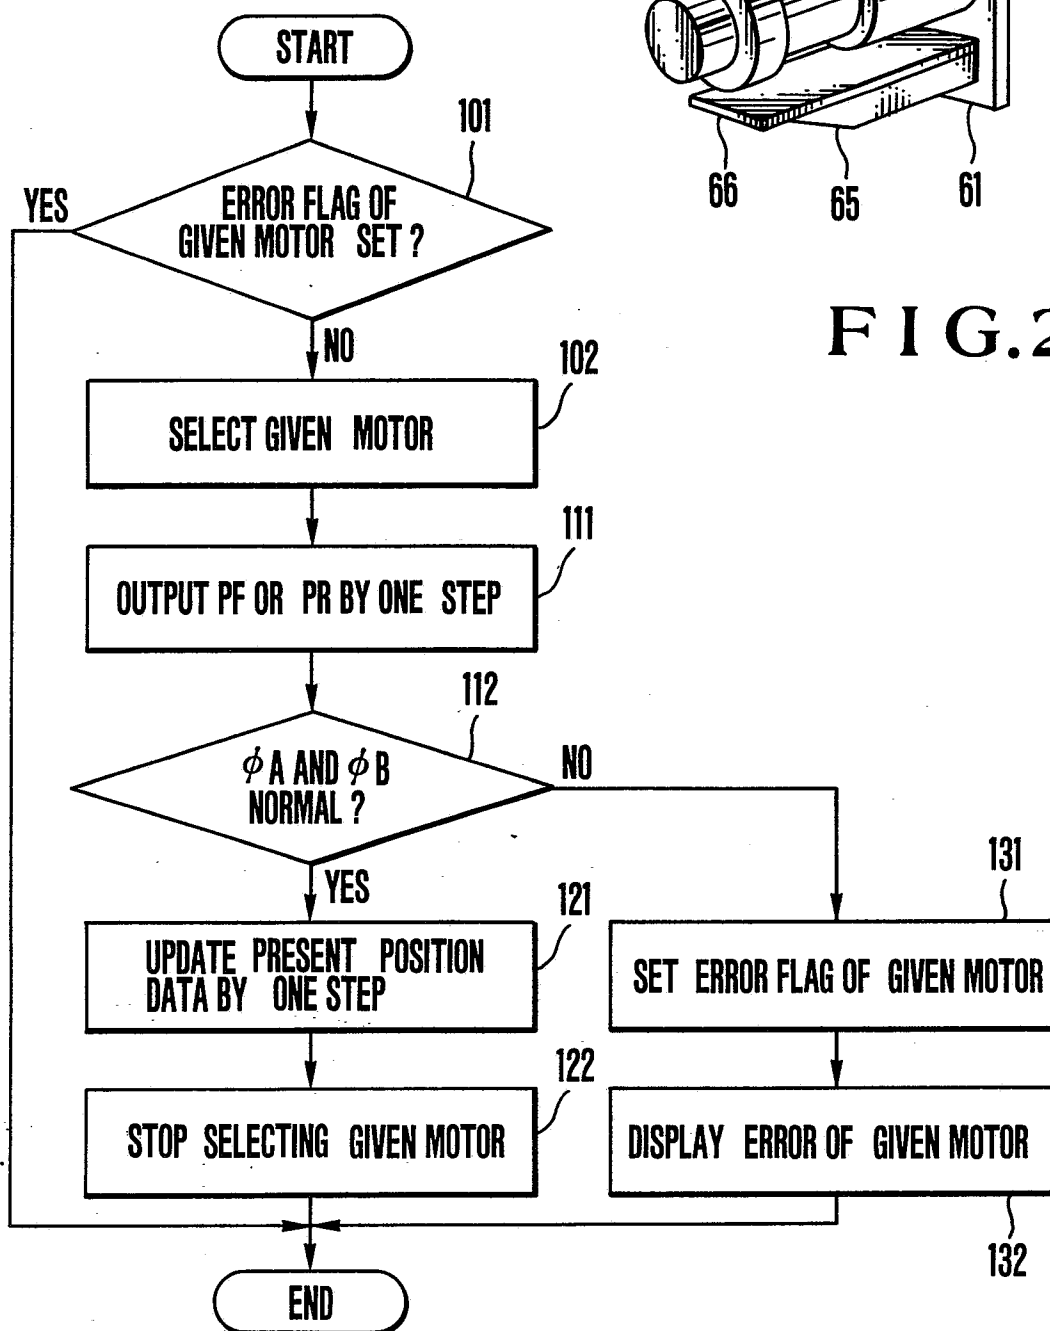 START
101
YES
ERROR FLAG OF
GIVEN MOTOR SET ?
NO
102
SELECT GIVEN MOTOR
111
OUTPUT PF OR PR BY ONE STEP
112
φA AND φB
NORMAL ?
NO
YES
121
UPDATE PRESENT POSITION
DATA BY ONE STEP
122
STOP SELECTING GIVEN MOTOR
131
SET ERROR FLAG OF GIVEN MOTOR
DISPLAY ERROR OF GIVEN MOTOR
132
END
66
65
61
FIG.2